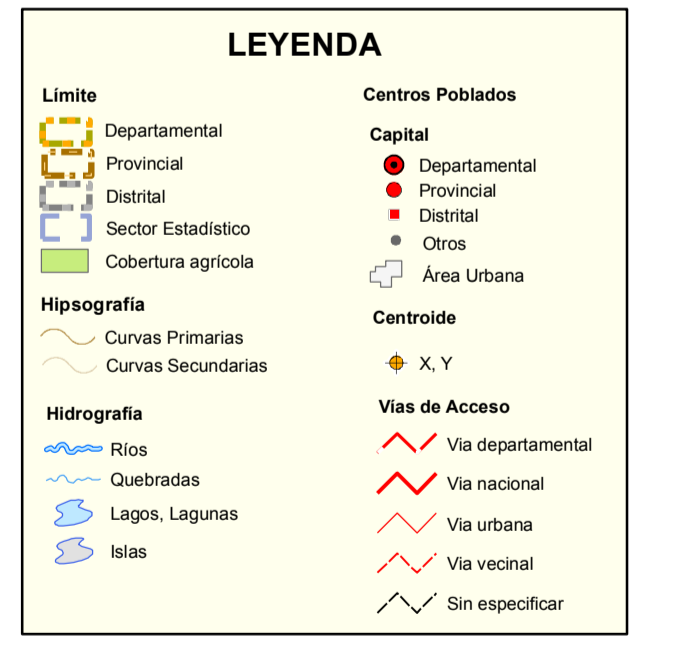 LEYENDA
Límite
Departamental
Provincial
Distrital
Sector Estadístico
Cobertura agrícola
Hipsografía
Curvas Primarias
Curvas Secundarias
Hidrografía
Ríos
Quebradas
Lagos, Lagunas
Islas
Centros Poblados
Capital
Departamental
Provincial
Distrital
Otros
Área Urbana
Centroide
X, Y
Vías de Acceso
Via departamental
Via nacional
Via urbana
Via vecinal
Sin especificar